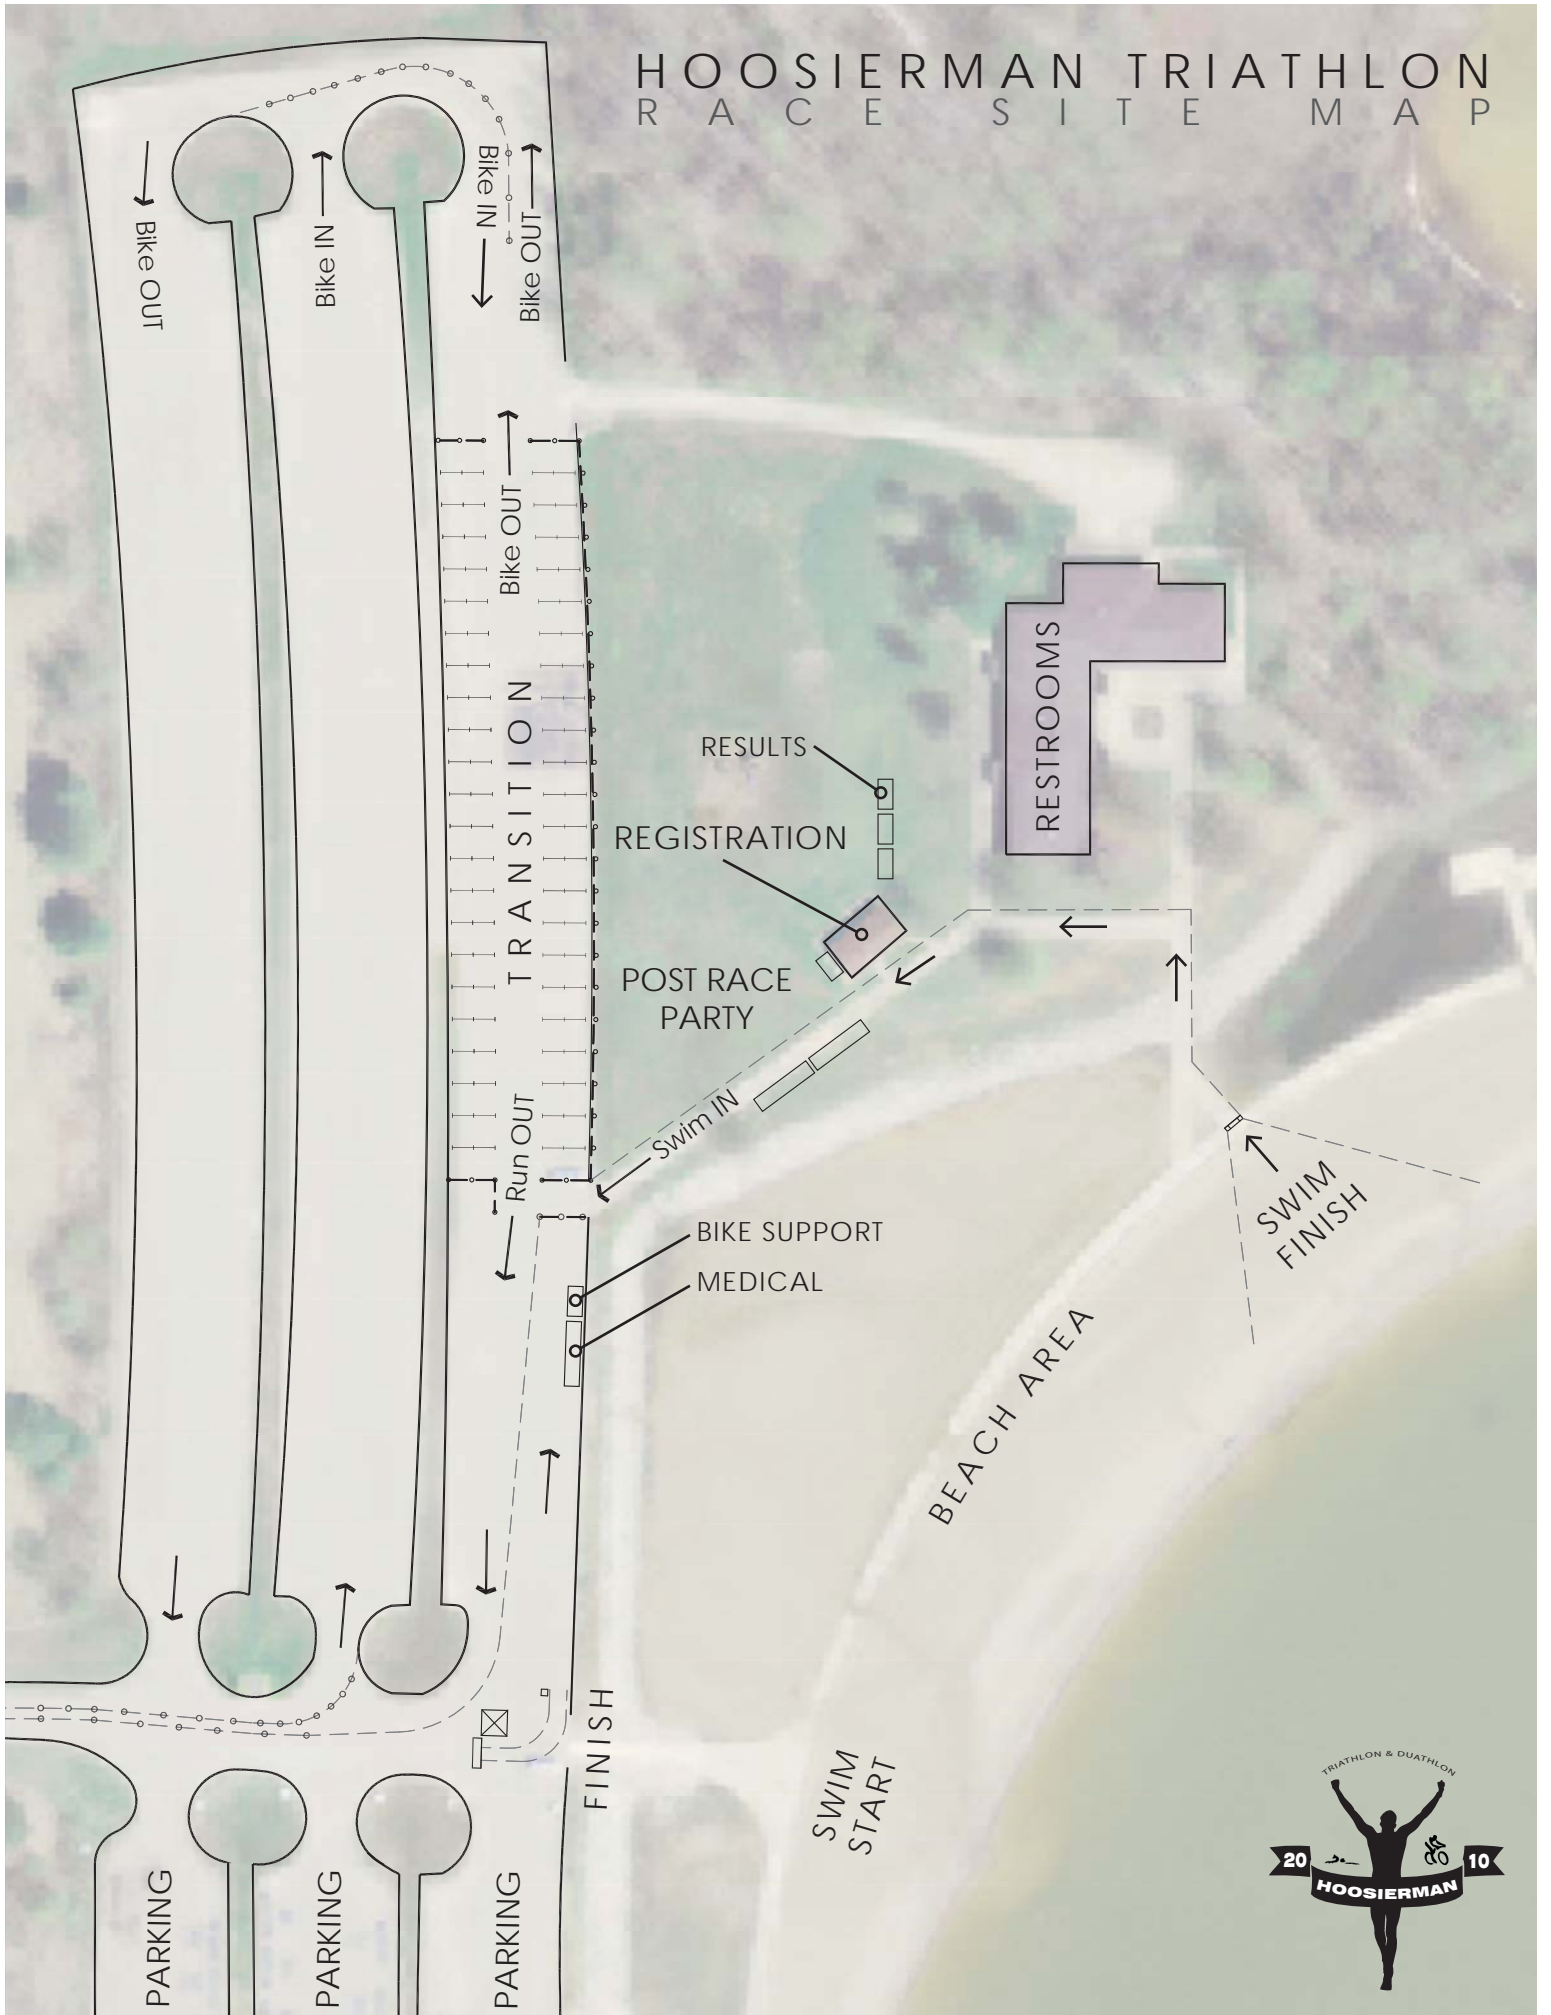 HOOSIERMAN TRIATHLON
RACE SITE MAP
Bike OUT
Bike IN
Bike IN
Bike OUT
Bike OUT
TRANSITION
RESTROOMS
RESULTS
REGISTRATION
POST RACE
PARTY
Swim IN
Run OUT
SWIM
FINISH
BIKE SUPPORT
MEDICAL
BEACH AREA
FINISH
SWIM
START
PARKING
PARKING
PARKING
TRIATHLON & DUATHLON
20
10
HOOSIERMAN